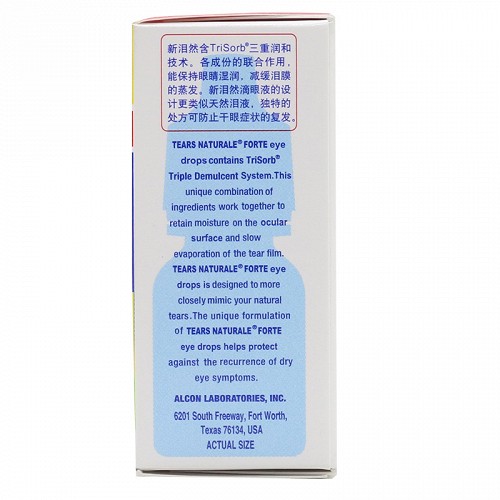 新泪然含TriSorb®三重润和
技术。各成份的联合作用，
能保持眼睛湿润，减缓泪膜
的蒸发。新泪然滴眼液的设
计更类似天然泪液，独特的
处方可防止干眼症状的复发。
TEARS NATURALE® FORTE eye
drops contains TriSorb®
Triple Demulcent System.This
unique combination of
ingredients work together to
retain moisture on the ocular
surface and slow
evaporation of the tear film.
TEARS NATURALE® FORTE eye
drops is designed to more
closely mimic your natural
tears.The unique formulation
of TEARS NATURALE® FORTE
eye drops helps protect
against the recurrence of dry
eye symptoms.
ALCON LABORATORIES, INC.
6201 South Freeway, Fort Worth,
Texas 76134, USA
ACTUAL SIZE